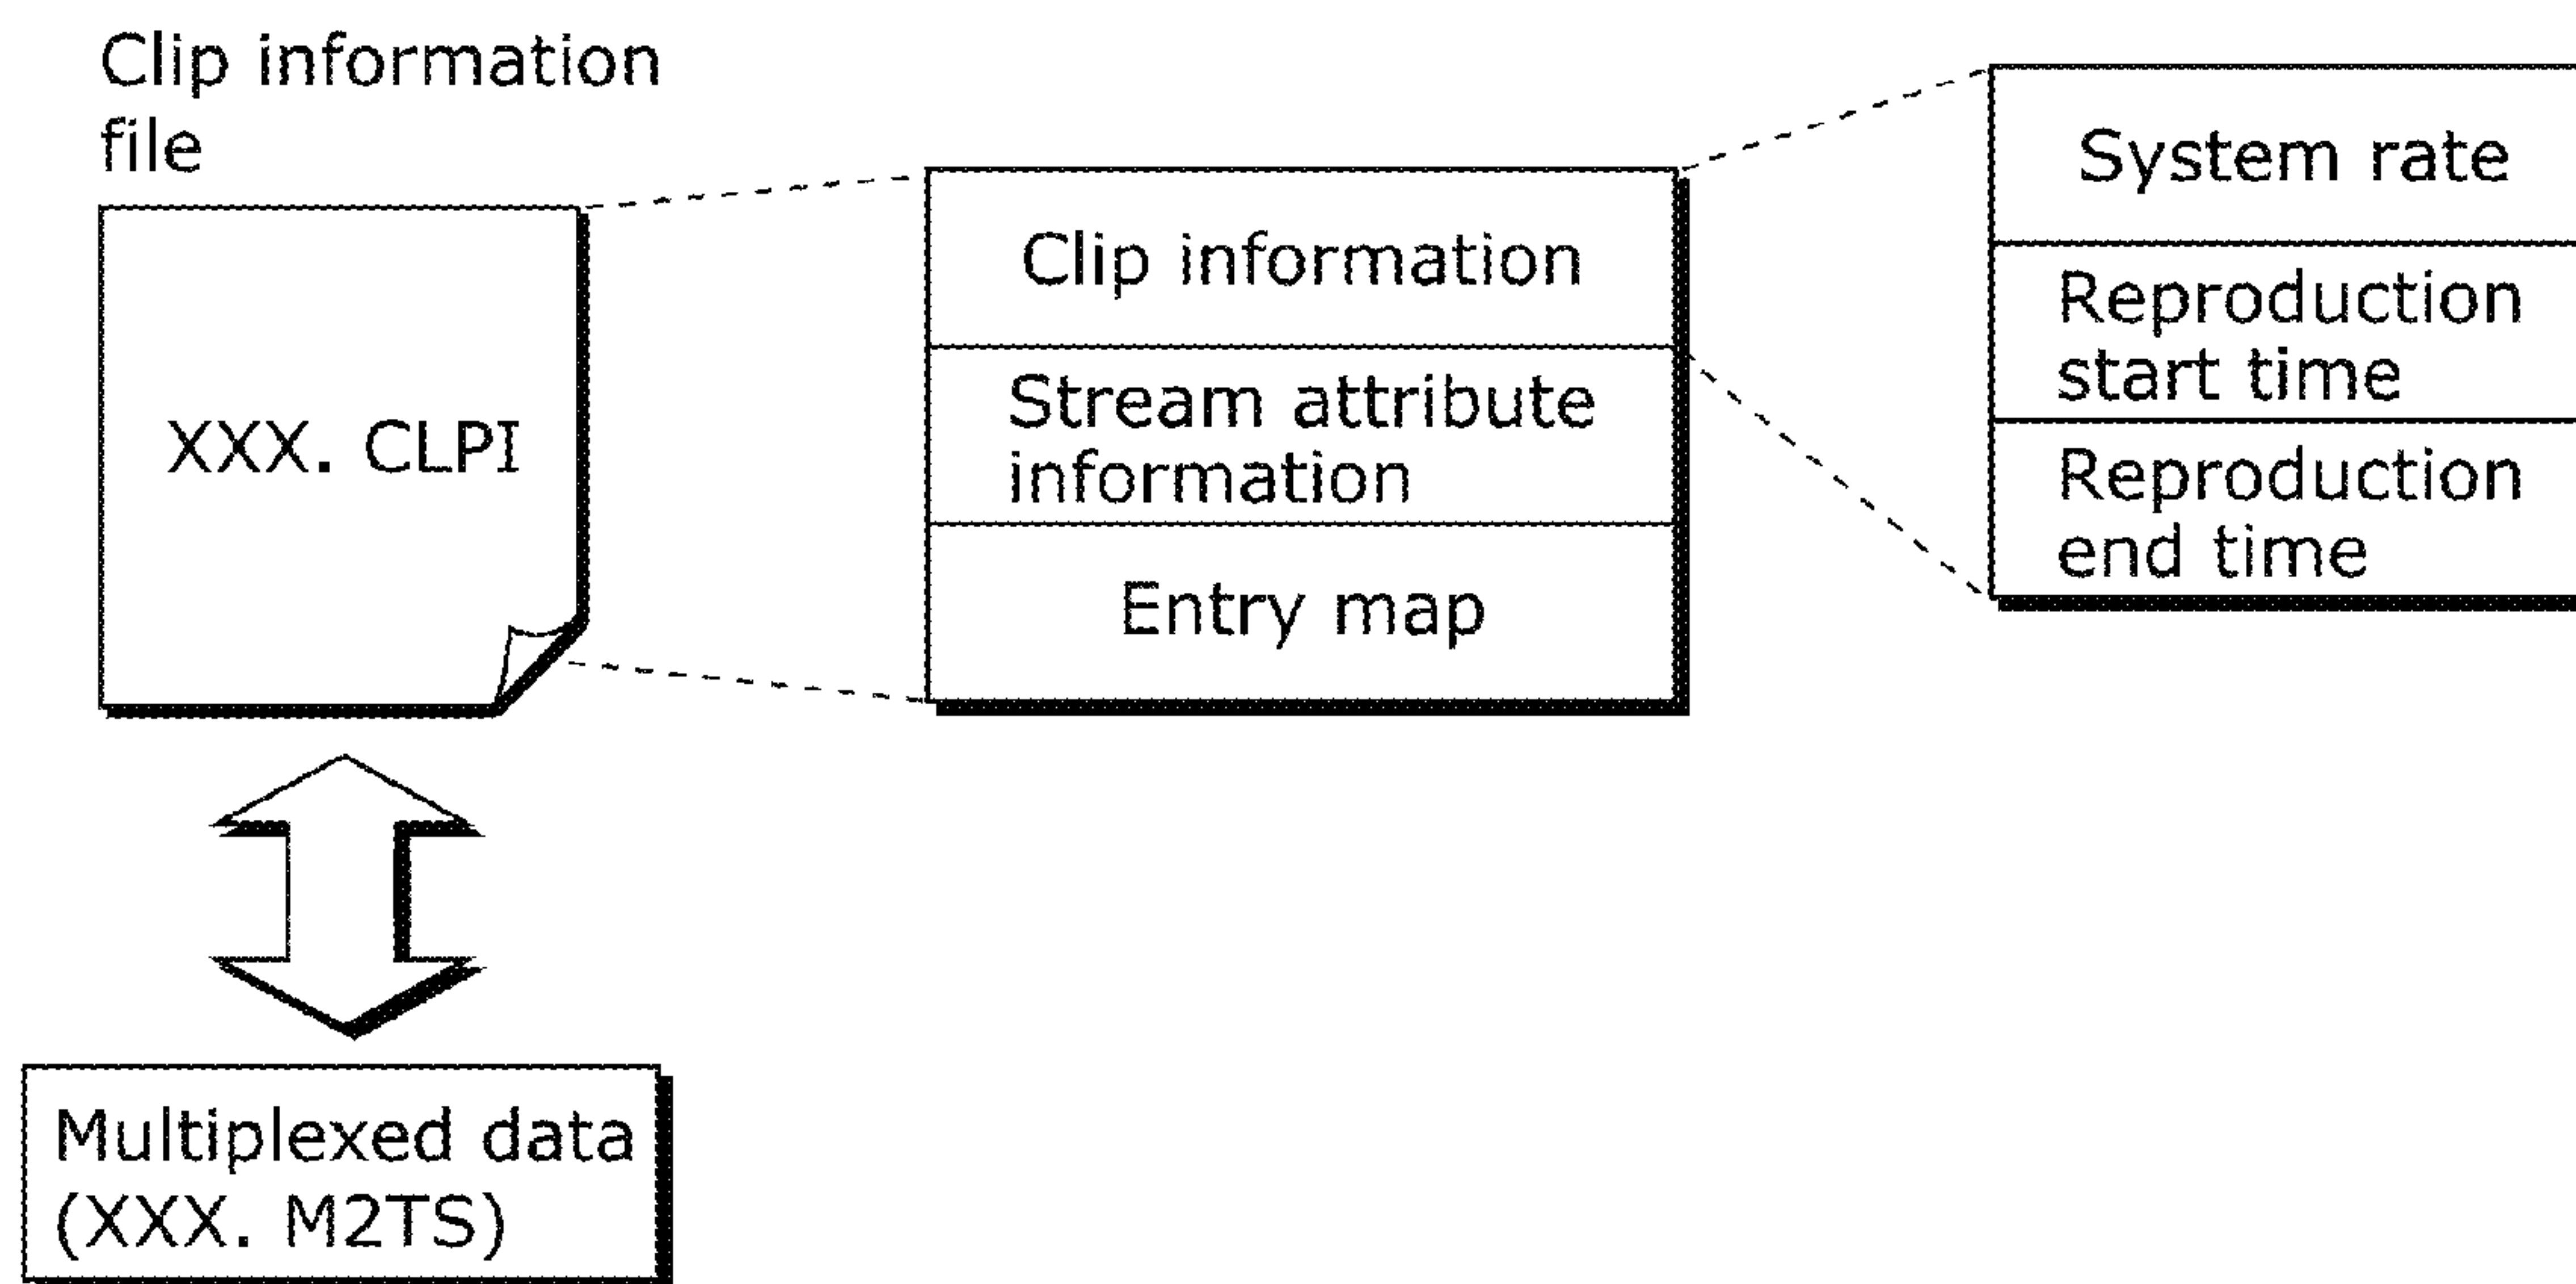 Clip information
file
XXX. CLPI
Multiplexed data
(XXX. M2TS)
Clip information
Stream attribute
information
Entry map
System rate
Reproduction
start time
Reproduction
end time